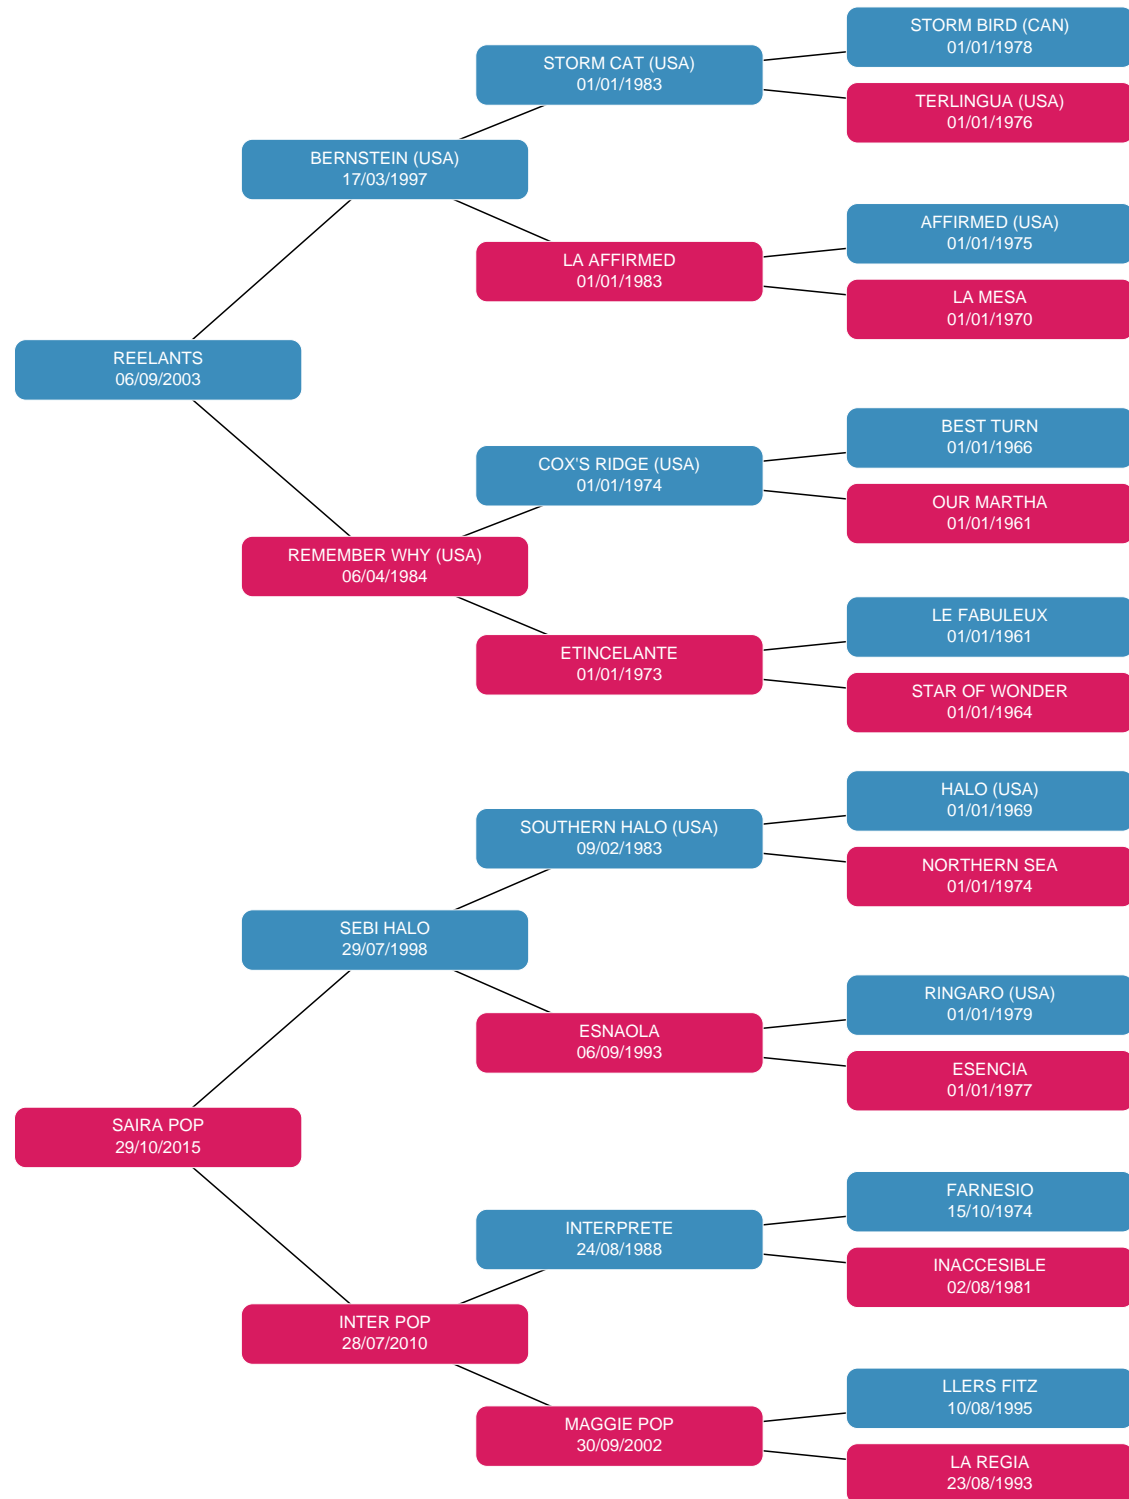 STORM BIRD (CAN)
01/01/1978
STORM CAT (USA)
01/01/1983
TERLINGUA (USA)
01/01/1976
BERNSTEIN (USA)
17/03/1997
AFFIRMED (USA)
01/01/1975
LA AFFIRMED
01/01/1983
LA MESA
01/01/1970
REELANTS
06/09/2003
BEST TURN
01/01/1966
COX'S RIDGE (USA)
01/01/1974
OUR MARTHA
01/01/1961
REMEMBER WHY (USA)
06/04/1984
LE FABULEUX
01/01/1961
ETINCELANTE
01/01/1973
STAR OF WONDER
01/01/1964
HALO (USA)
01/01/1969
SOUTHERN HALO (USA)
09/02/1983
NORTHERN SEA
01/01/1974
SEBI HALO
29/07/1998
RINGARO (USA)
01/01/1979
ESNAOLA
06/09/1993
ESENCIA
01/01/1977
SAIRA POP
29/10/2015
FARNESIO
15/10/1974
INTERPRETE
24/08/1988
INACCESIBLE
02/08/1981
INTER POP
28/07/2010
LLERS FITZ
10/08/1995
MAGGIE POP
30/09/2002
LA REGIA
23/08/1993